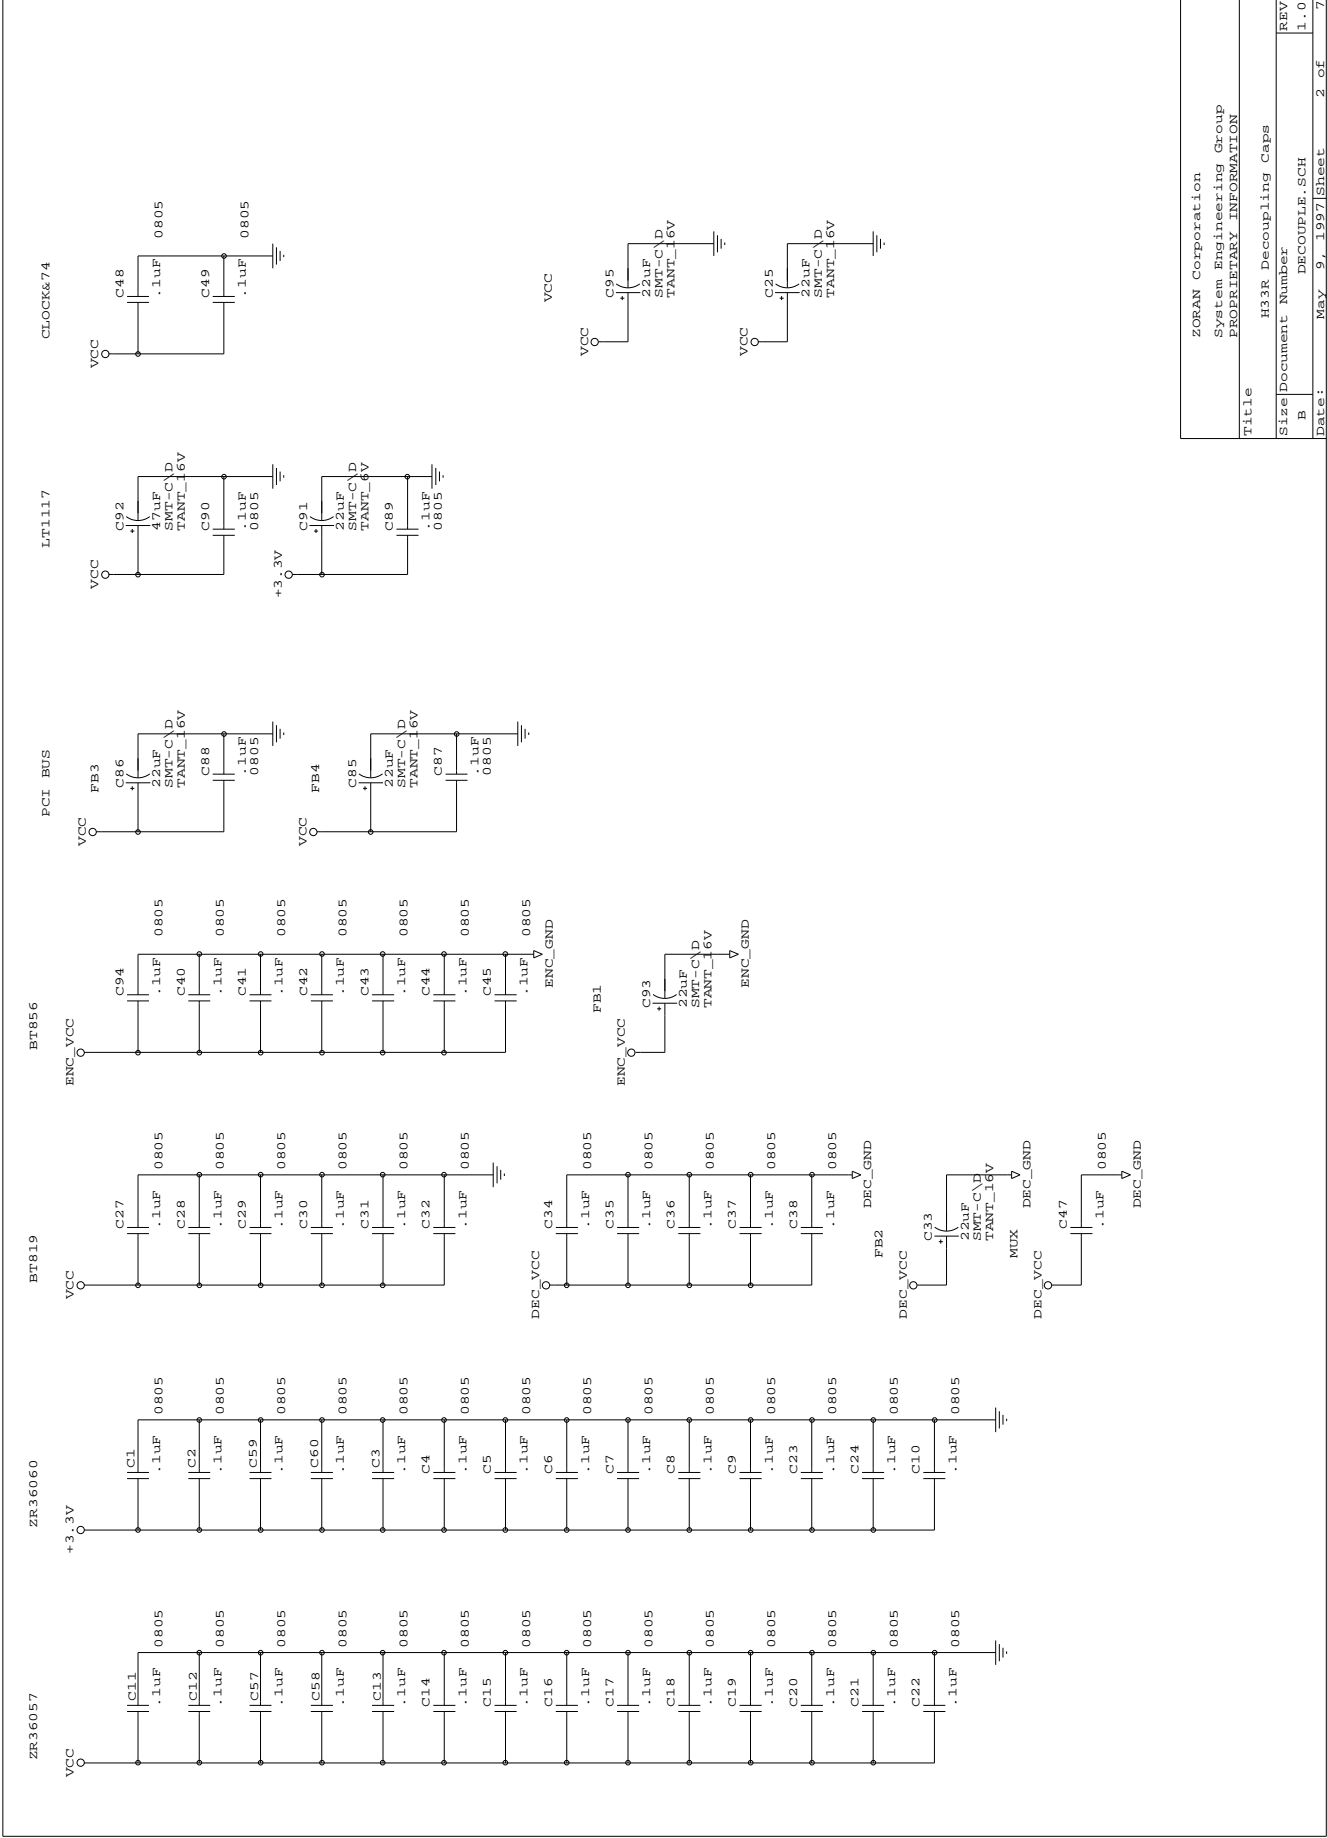 ZR36057
VCC
C11
.1uF
0805
C12
.1uF
0805
C57
.1uF
0805
C58
.1uF
0805
C13
.1uF
0805
C14
.1uF
0805
C15
.1uF
0805
C16
.1uF
0805
C17
.1uF
0805
C18
.1uF
0805
C19
.1uF
0805
C20
.1uF
0805
C21
.1uF
0805
C22
.1uF
0805
ZR36060
+3.3V
C1
.1uF
0805
C2
.1uF
0805
C59
.1uF
0805
C60
.1uF
0805
C3
.1uF
0805
C4
.1uF
0805
C5
.1uF
0805
C6
.1uF
0805
C7
.1uF
0805
C8
.1uF
0805
C9
.1uF
0805
C23
.1uF
0805
C24
.1uF
0805
C10
.1uF
0805
BT819
VCC
C27
.1uF
0805
C28
.1uF
0805
C29
.1uF
0805
C30
.1uF
0805
C31
.1uF
0805
C32
.1uF
0805
DEC_VCC
C34
.1uF
0805
C35
.1uF
0805
C36
.1uF
0805
C37
.1uF
0805
C38
.1uF
0805
DEC_GND
FB2
DEC_VCC
C33
22uF
SMT-C\D
TANT_16V
DEC_GND
MUX
DEC_VCC
C47
.1uF
0805
DEC_GND
BT856
ENC_VCC
C94
.1uF
0805
C40
.1uF
0805
C41
.1uF
0805
C42
.1uF
0805
C43
.1uF
0805
C44
.1uF
0805
C45
.1uF
0805
ENC_GND
FB1
ENC_VCC
C93
22uF
SMT-C\D
TANT_16V
ENC_GND
PCI BUS
FB3
VCC
C86
22uF
SMT-C\D
TANT_16V
C88
.1uF
0805
FB4
VCC
C85
22uF
SMT-C\D
TANT_16V
C87
.1uF
0805
LT1117
VCC
C92
47uF
SMT-C\D
TANT_16V
C90
.1uF
0805
+3.3V
C91
22uF
SMT-C\D
TANT_6V
C89
.1uF
0805
CLOCK&74
VCC
C48
.1uF
0805
C49
.1uF
0805
VCC
VCC
C95
22uF
SMT-C\D
TANT_16V
VCC
C25
22uF
SMT-C\D
TANT_16V
ZORAN Corporation
System Engineering Group
PROPRIETARY INFORMATION
Title
H33R Decoupling Caps
Size Document Number REV
B DECOUPLE.SCH 1.0
Date: May 9, 1997 Sheet 2 of 7